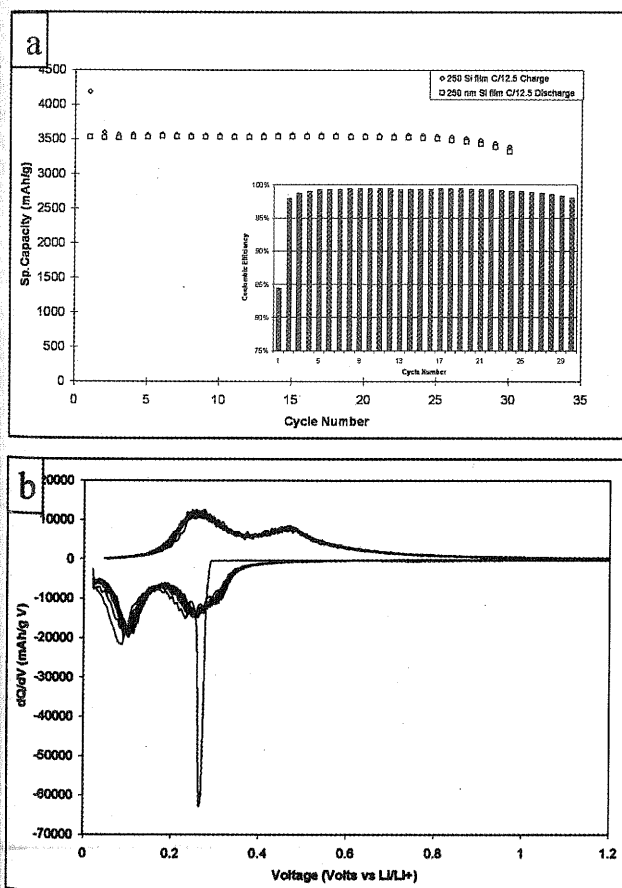 a
4500
4000
3500
3000
2500
2000
1500
1000
500
0
Sp.Capacity (mAh/g)
250 Si film C/12.5 Charge
250 nm Si film C/12.5 Discharge
100%
95%
90%
85%
80%
75%
Coulombic Efficiency
1 5 9 13 17 21 25 29
Cycle Number
0 5 10 15 20 25 30 35
Cycle Number
b
20000
10000
0
-10000
-20000
-30000
-40000
-50000
-60000
-70000
dQ/dV (mAh/g V)
0 0.2 0.4 0.6 0.8 1 1.2
Voltage (Volts vs Li/Li+)